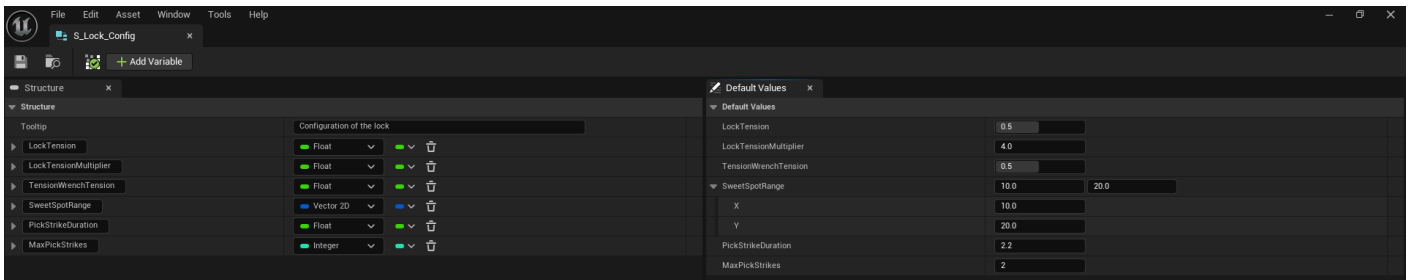 File Edit Asset Window Tools Help
S_Lock_Config
Add Variable
Structure
Structure
Tooltip Configuration of the lock
LockTension Float
LockTensionMultiplier Float
TensionWrenchTension Float
SweetSpotRange Vector 2D
PickStrikeDuration Float
MaxPickStrikes Integer
Default Values
Default Values
LockTension 0.5
LockTensionMultiplier 4.0
TensionWrenchTension 0.5
SweetSpotRange 10.0 20.0
X 10.0
Y 20.0
PickStrikeDuration 2.2
MaxPickStrikes 2